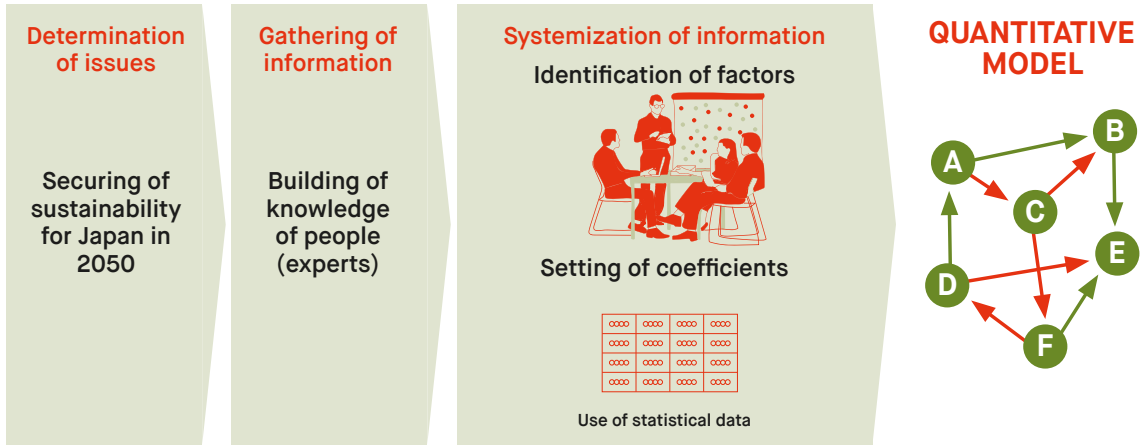 Determination
of issues
Securing of
sustainability
for Japan in
2050
Gathering of
information
Building of
knowledge
of people
(experts)
Systemization of information
Identification of factors
Setting of coefficients
Use of statistical data
QUANTITATIVE
MODEL
A
B
C
D
E
F